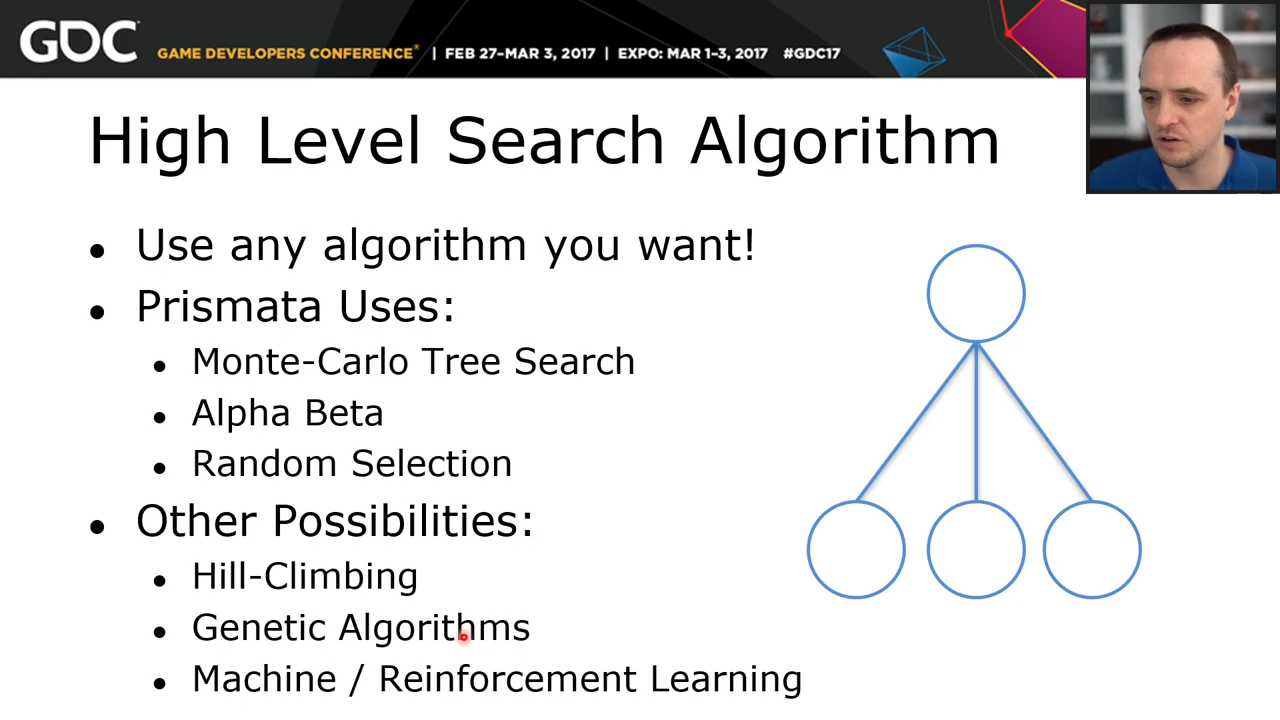 GDC GAME DEVELOPERS CONFERENCE® | FEB 27–MAR 3, 2017 | EXPO: MAR 1–3, 2017 #GDC17
High Level Search Algorithm
• Use any algorithm you want!
• Prismata Uses:
• Monte-Carlo Tree Search
• Alpha Beta
• Random Selection
• Other Possibilities:
• Hill-Climbing
• Genetic Algorithms
• Machine / Reinforcement Learning